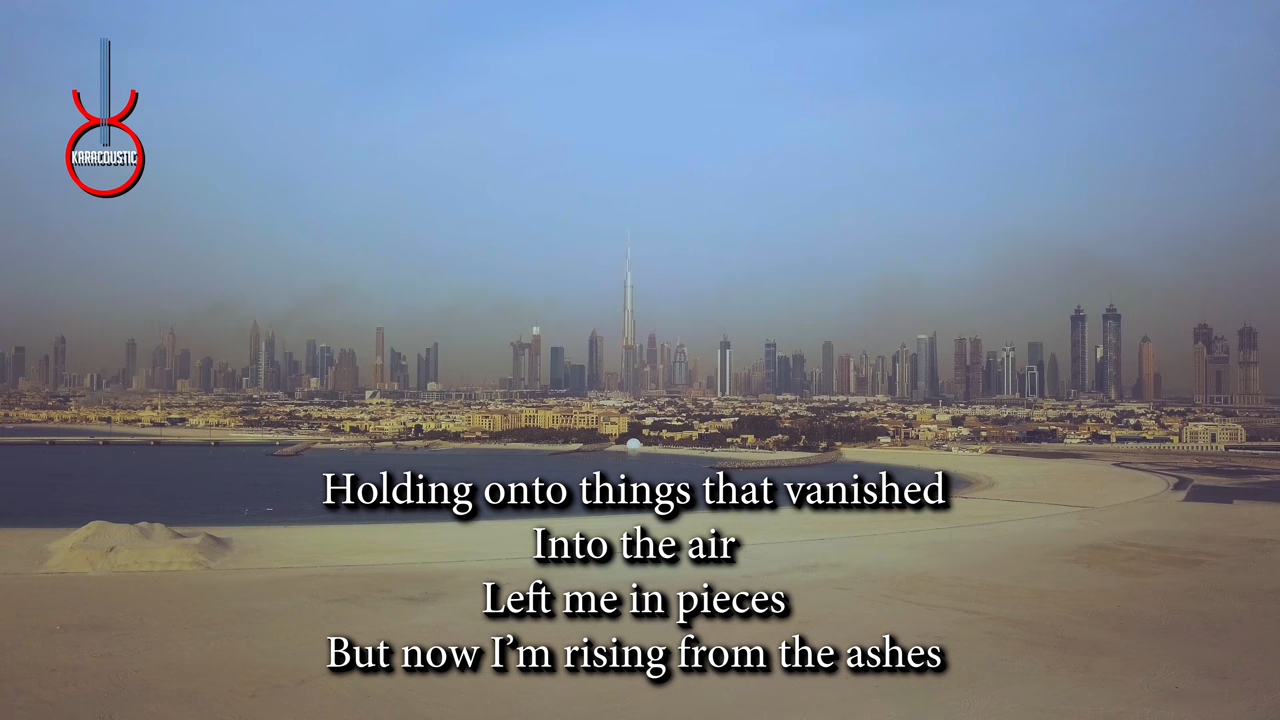 KARACOUSTIC
Holding onto things that vanished
Into the air
Left me in pieces
But now I’m rising from the ashes